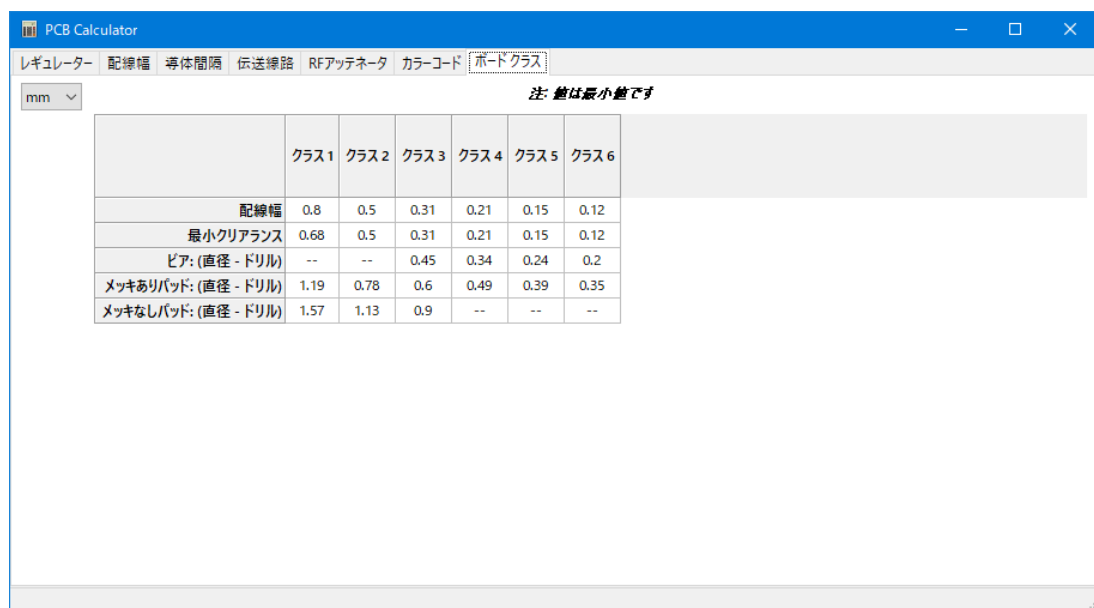 PCB Calculator
レギュレーター 配線幅 導体間隔 伝送線路 RFアッテネータ カラーコード ボードクラス
mm 注: 値は最小値です
クラス 1 クラス 2 クラス 3 クラス 4 クラス 5 クラス 6
配線幅 0.8 0.5 0.31 0.21 0.15 0.12
最小クリアランス 0.68 0.5 0.31 0.21 0.15 0.12
ビア: (直径 - ドリル) -- -- 0.45 0.34 0.24 0.2
メッキありパッド: (直径 - ドリル) 1.19 0.78 0.6 0.49 0.39 0.35
メッキなしパッド: (直径 - ドリル) 1.57 1.13 0.9 -- -- --